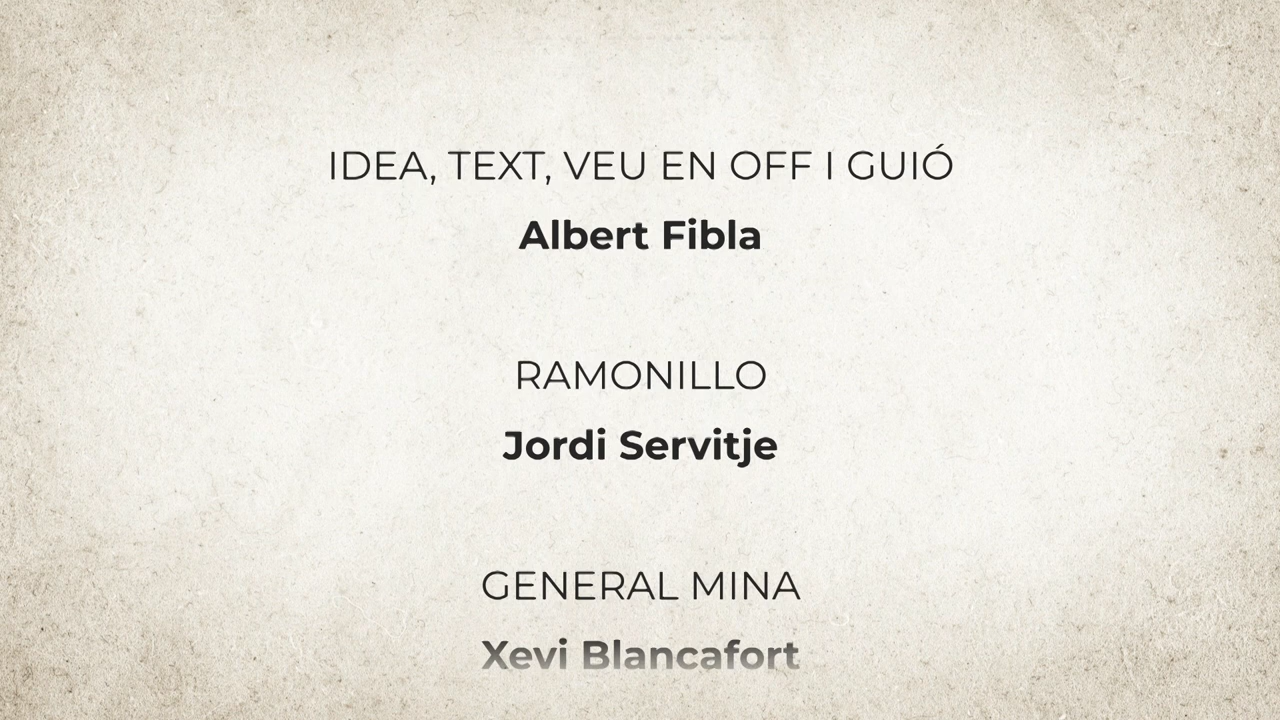 IDEA, TEXT, VEU EN OFF I GUIÓ
Albert Fibla
RAMONILLO
Jordi Servitje
GENERAL MINA
Xevi Blancafort